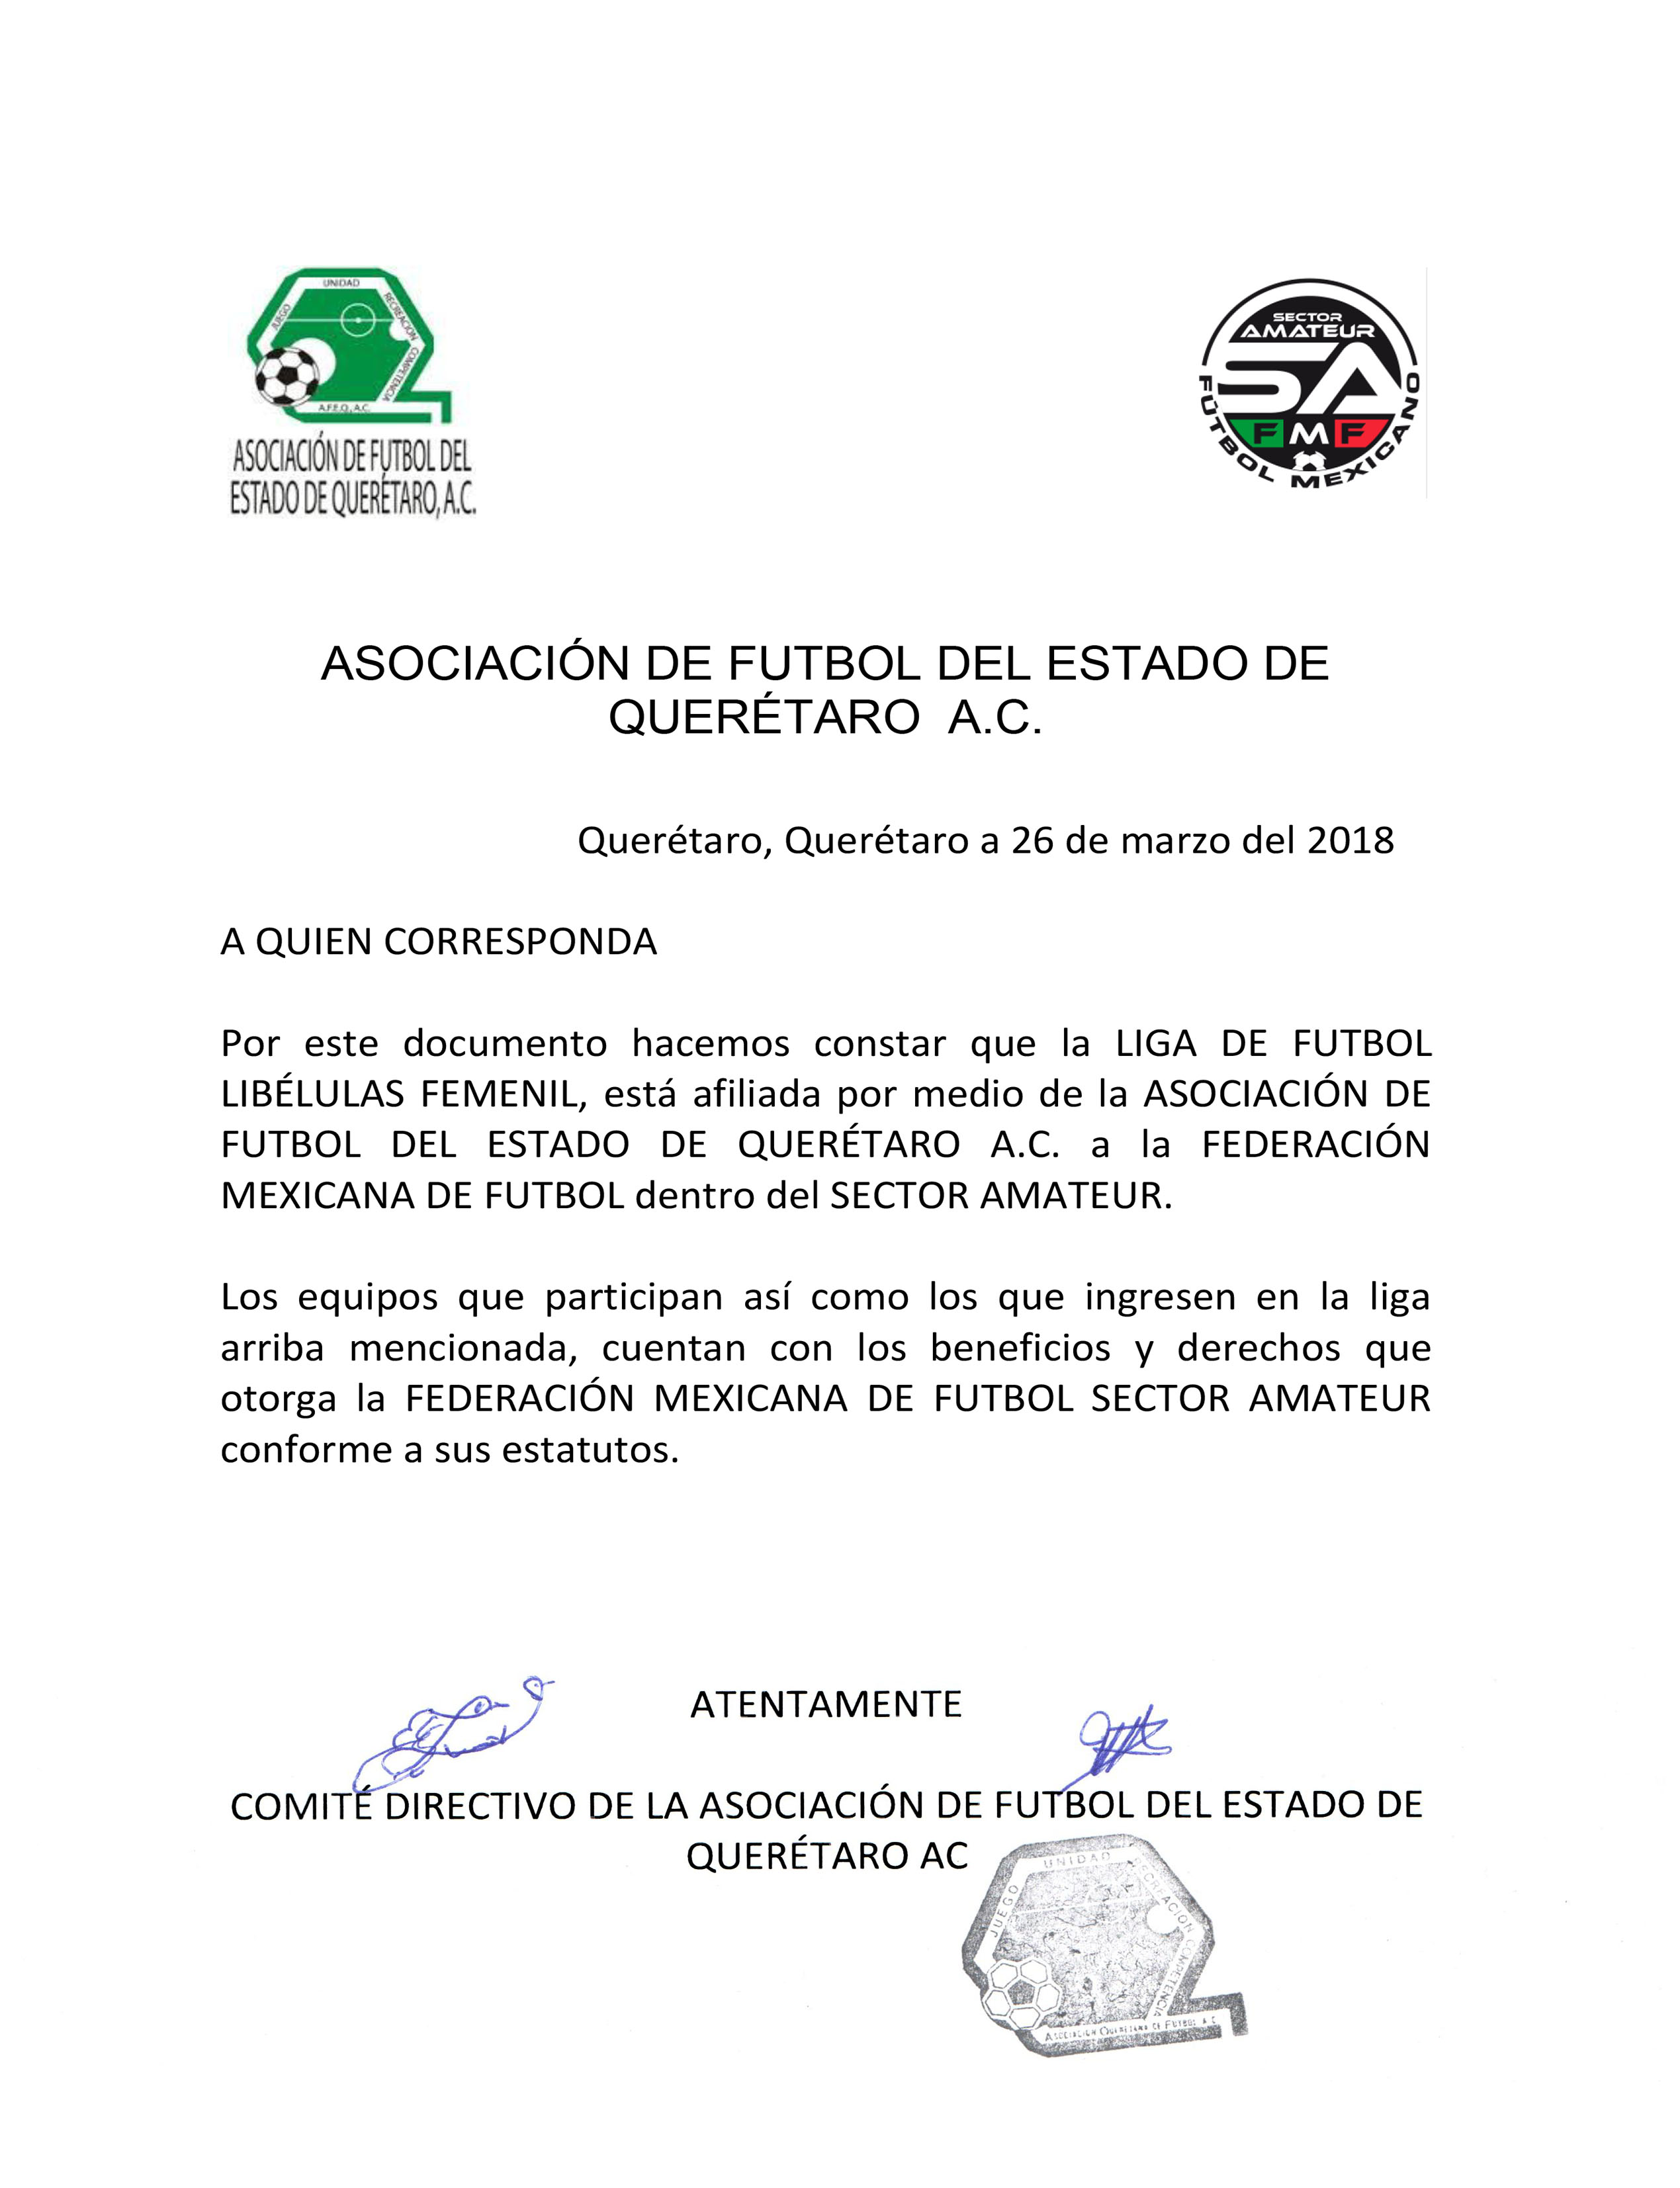 UNIDAD
JUEGO
RECREACIÓN
COMPETENCIA
A.F.E.Q., A.C.
ASOCIACIÓN DE FUTBOL DEL
ESTADO DE QUERÉTARO, A.C.
SECTOR
AMATEUR
SA
FMF
FÚTBOL MEXICANO
ASOCIACIÓN DE FUTBOL DEL ESTADO DE
QUERÉTARO A.C.
Querétaro, Querétaro a 26 de marzo del 2018
A QUIEN CORRESPONDA
Por este documento hacemos constar que la LIGA DE FUTBOL
LIBÉLULAS FEMENIL, está afiliada por medio de la ASOCIACIÓN DE
FUTBOL DEL ESTADO DE QUERÉTARO A.C. a la FEDERACIÓN
MEXICANA DE FUTBOL dentro del SECTOR AMATEUR.
Los equipos que participan así como los que ingresen en la liga
arriba mencionada, cuentan con los beneficios y derechos que
otorga la FEDERACIÓN MEXICANA DE FUTBOL SECTOR AMATEUR
conforme a sus estatutos.
ATENTAMENTE
COMITÉ DIRECTIVO DE LA ASOCIACIÓN DE FUTBOL DEL ESTADO DE
QUERÉTARO AC
UNIDAD
JUEGO
RECREACION
COMPETENCIA
ASOCIACION QUERETANA DE FUTBOL A.C.